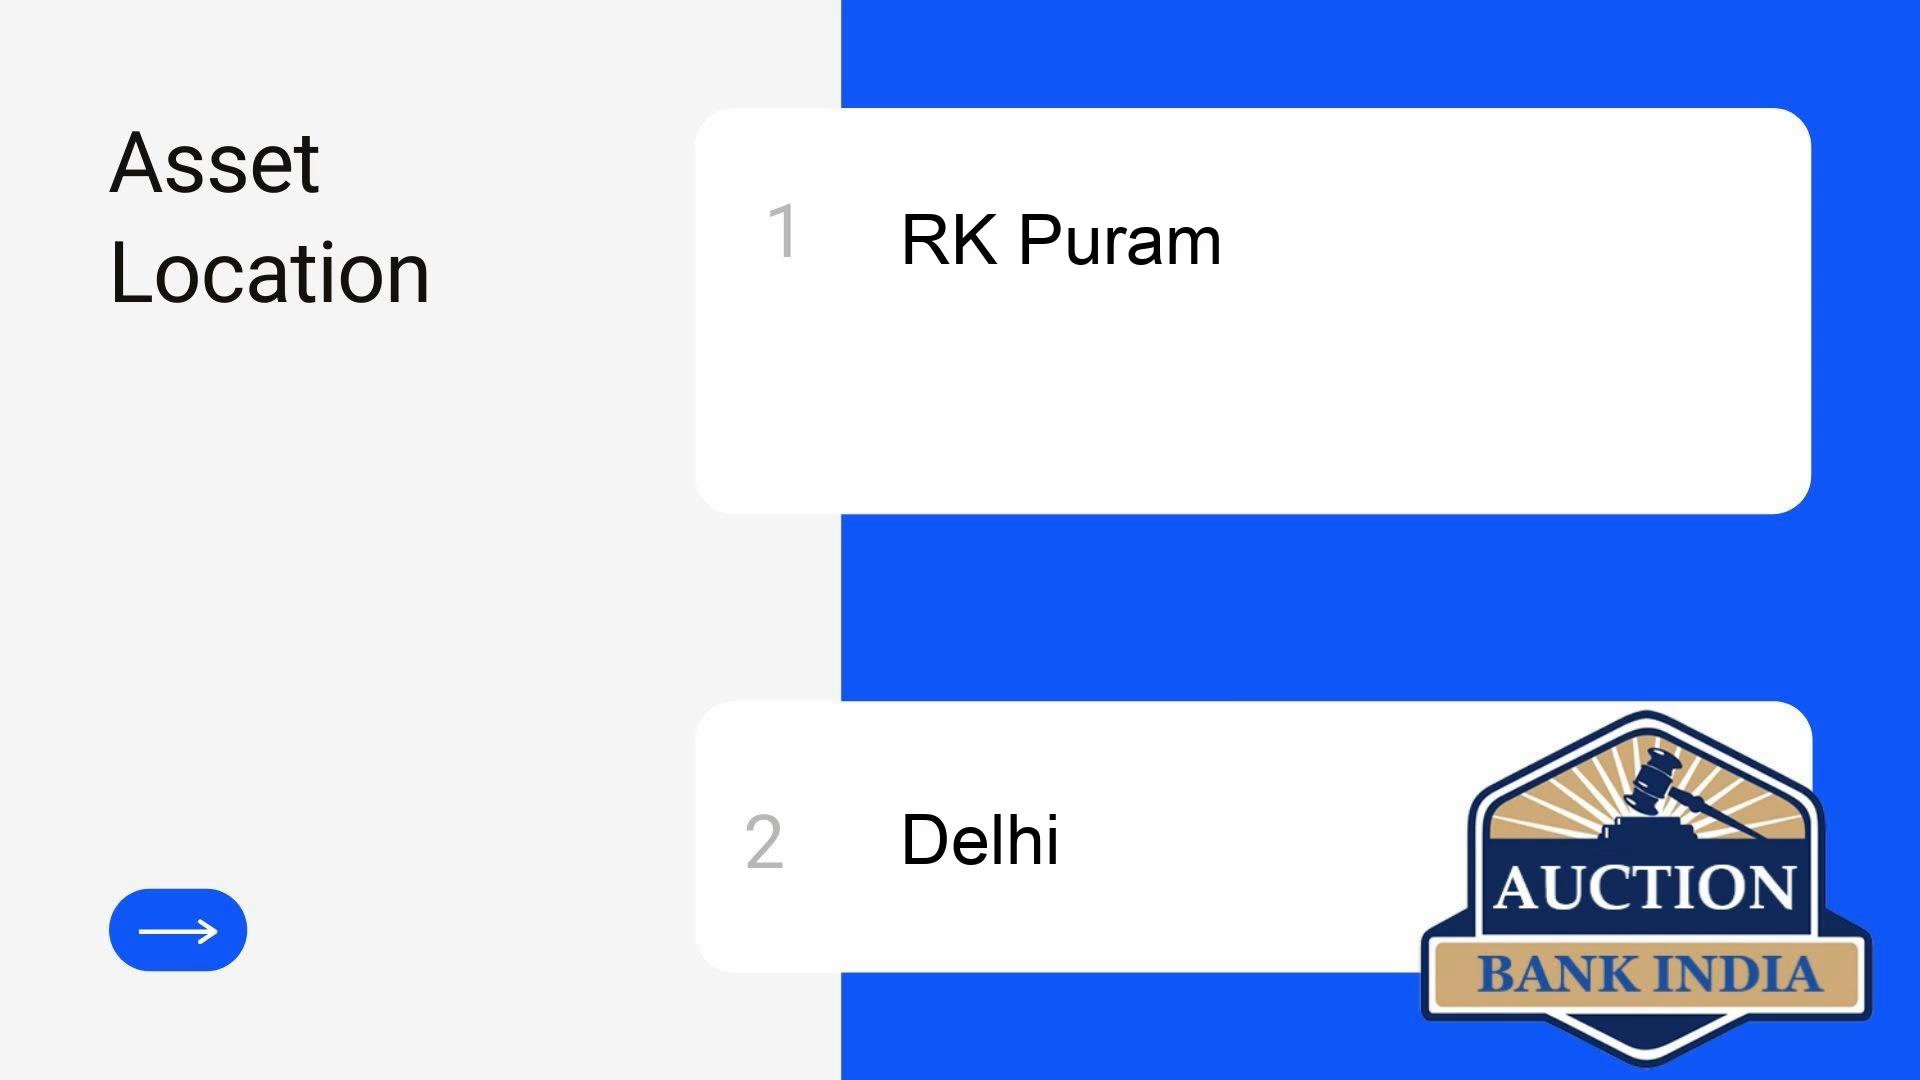 Asset
Location
1
RK Puram
2
Delhi
AUCTION
BANK INDIA